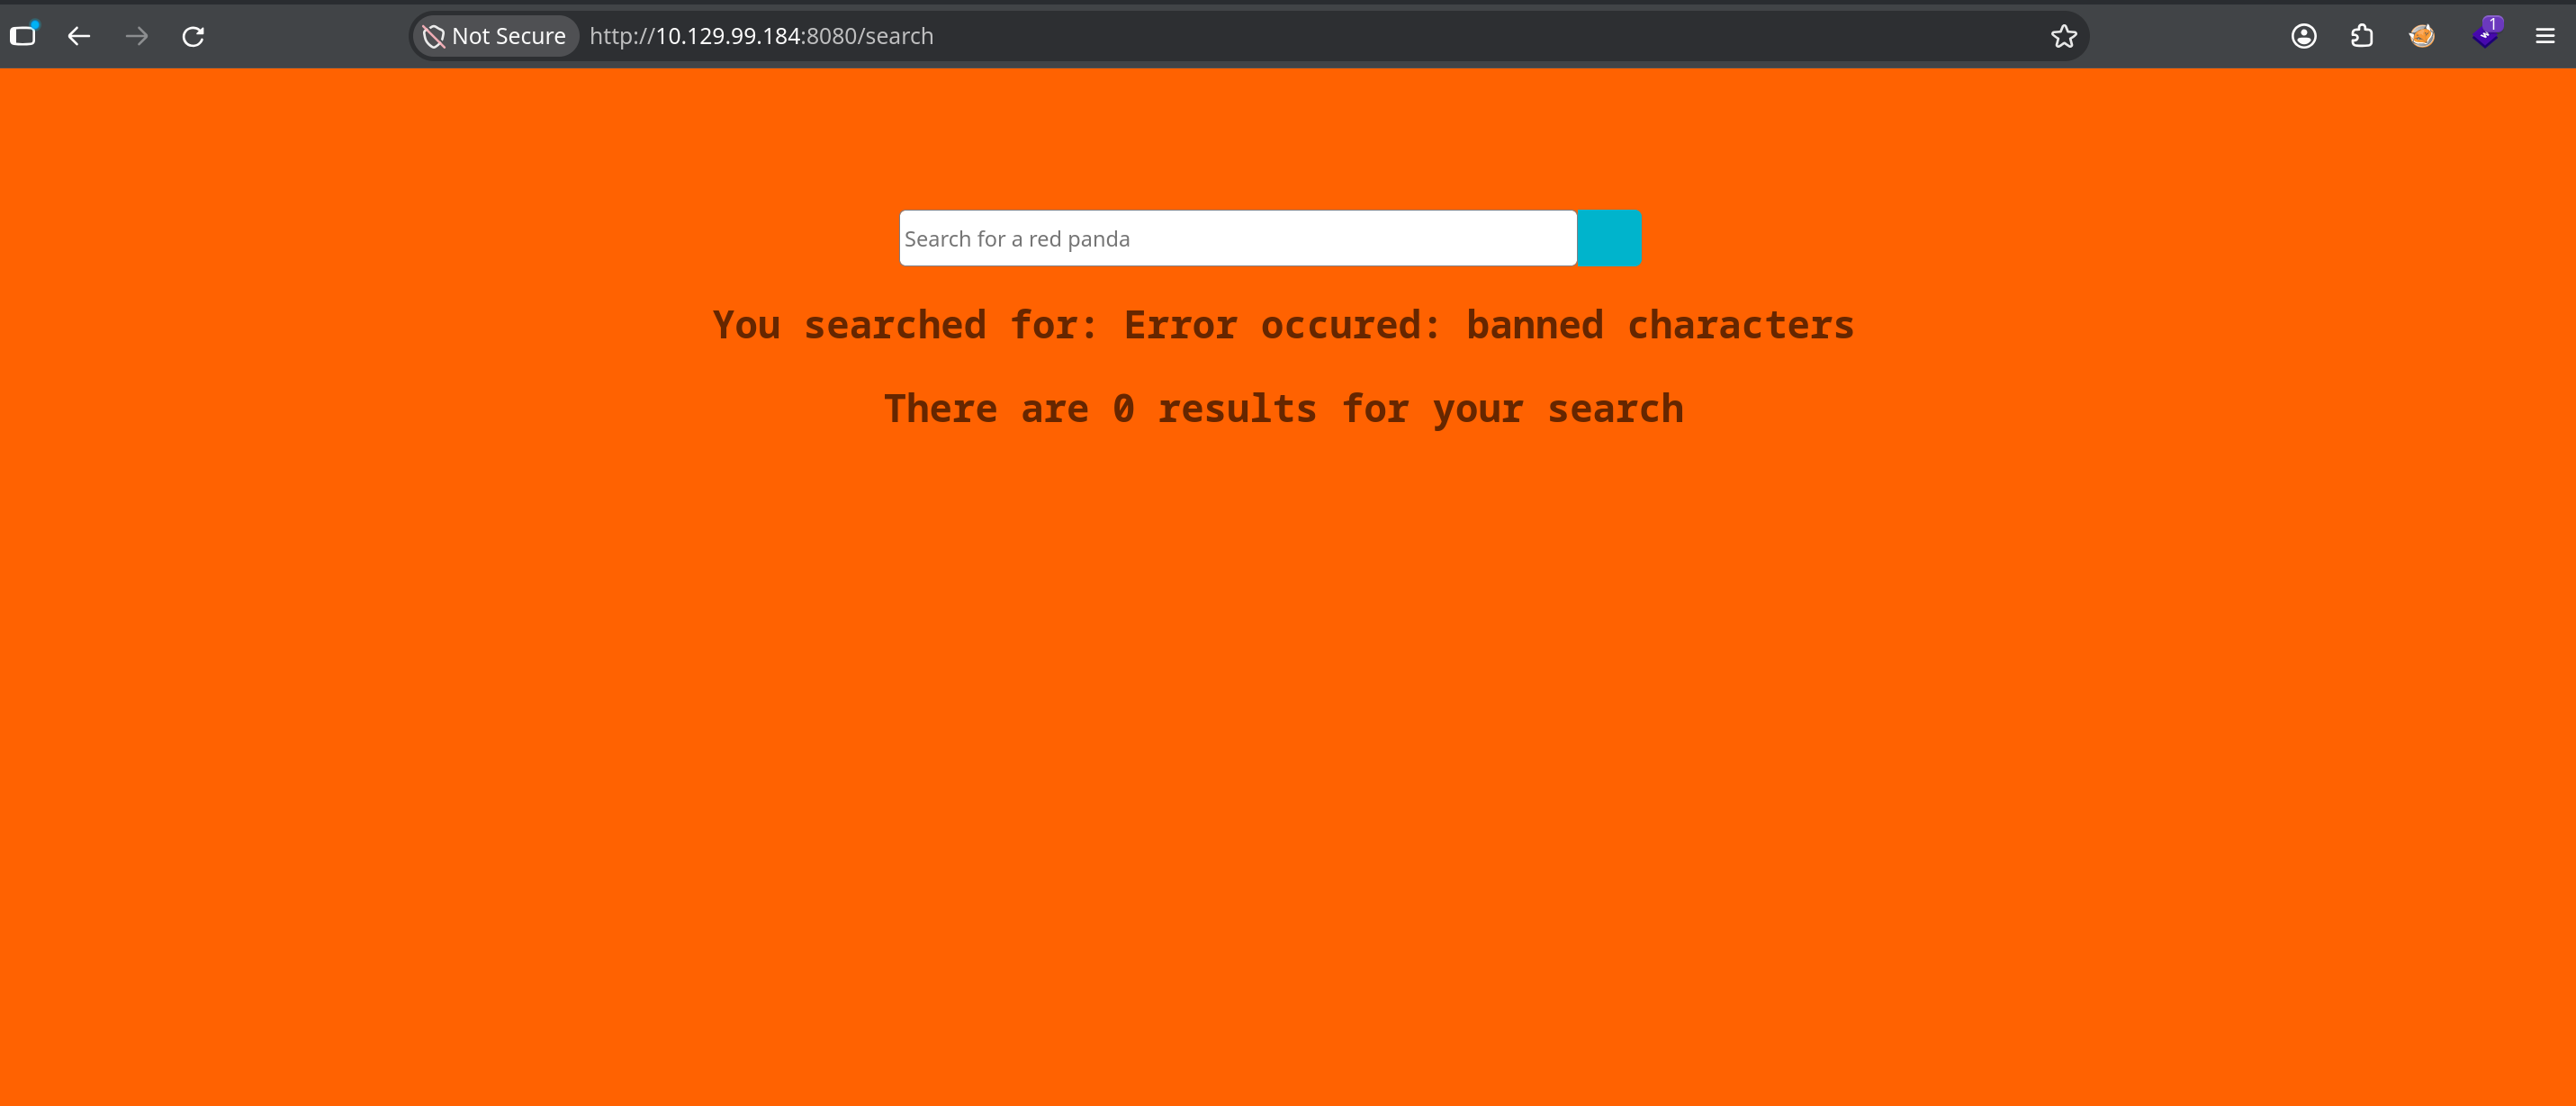 Not Secure http://10.129.99.184:8080/search
1
Search for a red panda
You searched for: Error occured: banned characters
There are 0 results for your search